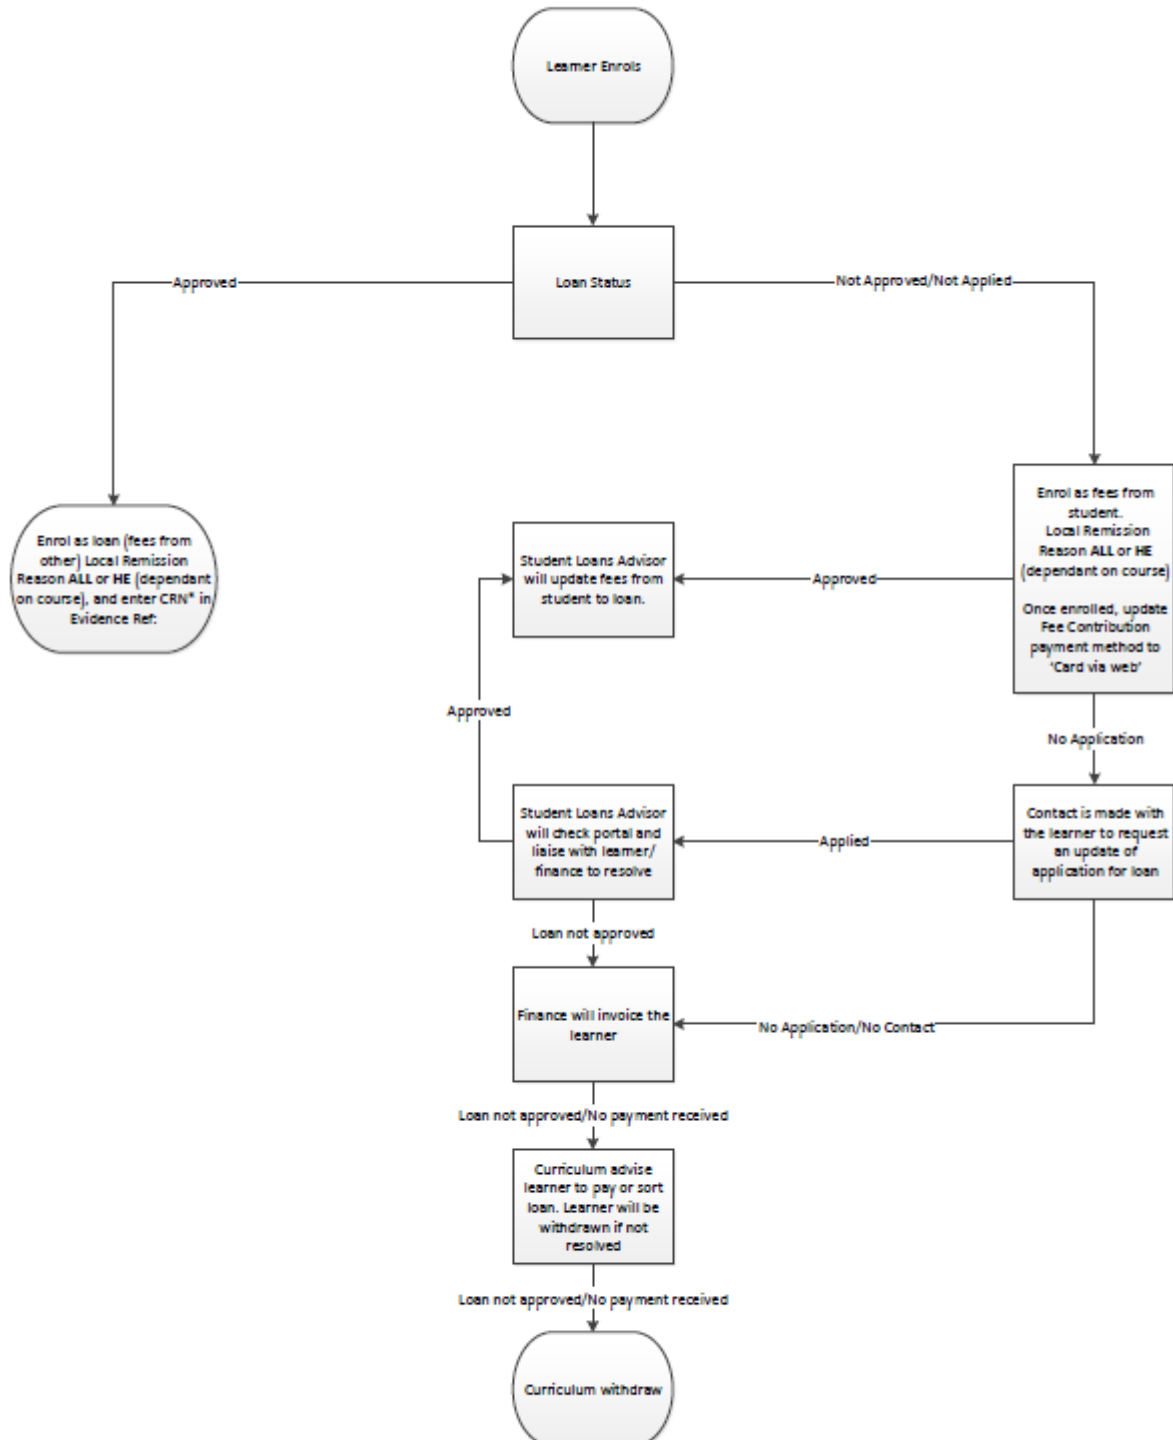 Learner Enrols
Loan Status
Approved
Not Approved/Not Applied
Enrol as loan (fees from
other) Local Remission
Reason ALL or HE (dependant
on course), and enter CRN* in
Evidence Ref:
Student Loans Advisor
will update fees from
student to loan.
Approved
Enrol as fees from
student.
Local Remission
Reason ALL or HE
(dependant on course)
Once enrolled, update
Fee Contribution
payment method to
‘Card via web’
Approved
No Application
Student Loans Advisor
will check portal and
liaise with learner/
finance to resolve
Applied
Contact is made with
the learner to request
an update of
application for loan
Loan not approved
Finance will invoice the
learner
No Application/No Contact
Loan not approved/No payment received
Curriculum advise
learner to pay or sort
loan. Learner will be
withdrawn if not
resolved
Loan not approved/No payment received
Curriculum withdraw